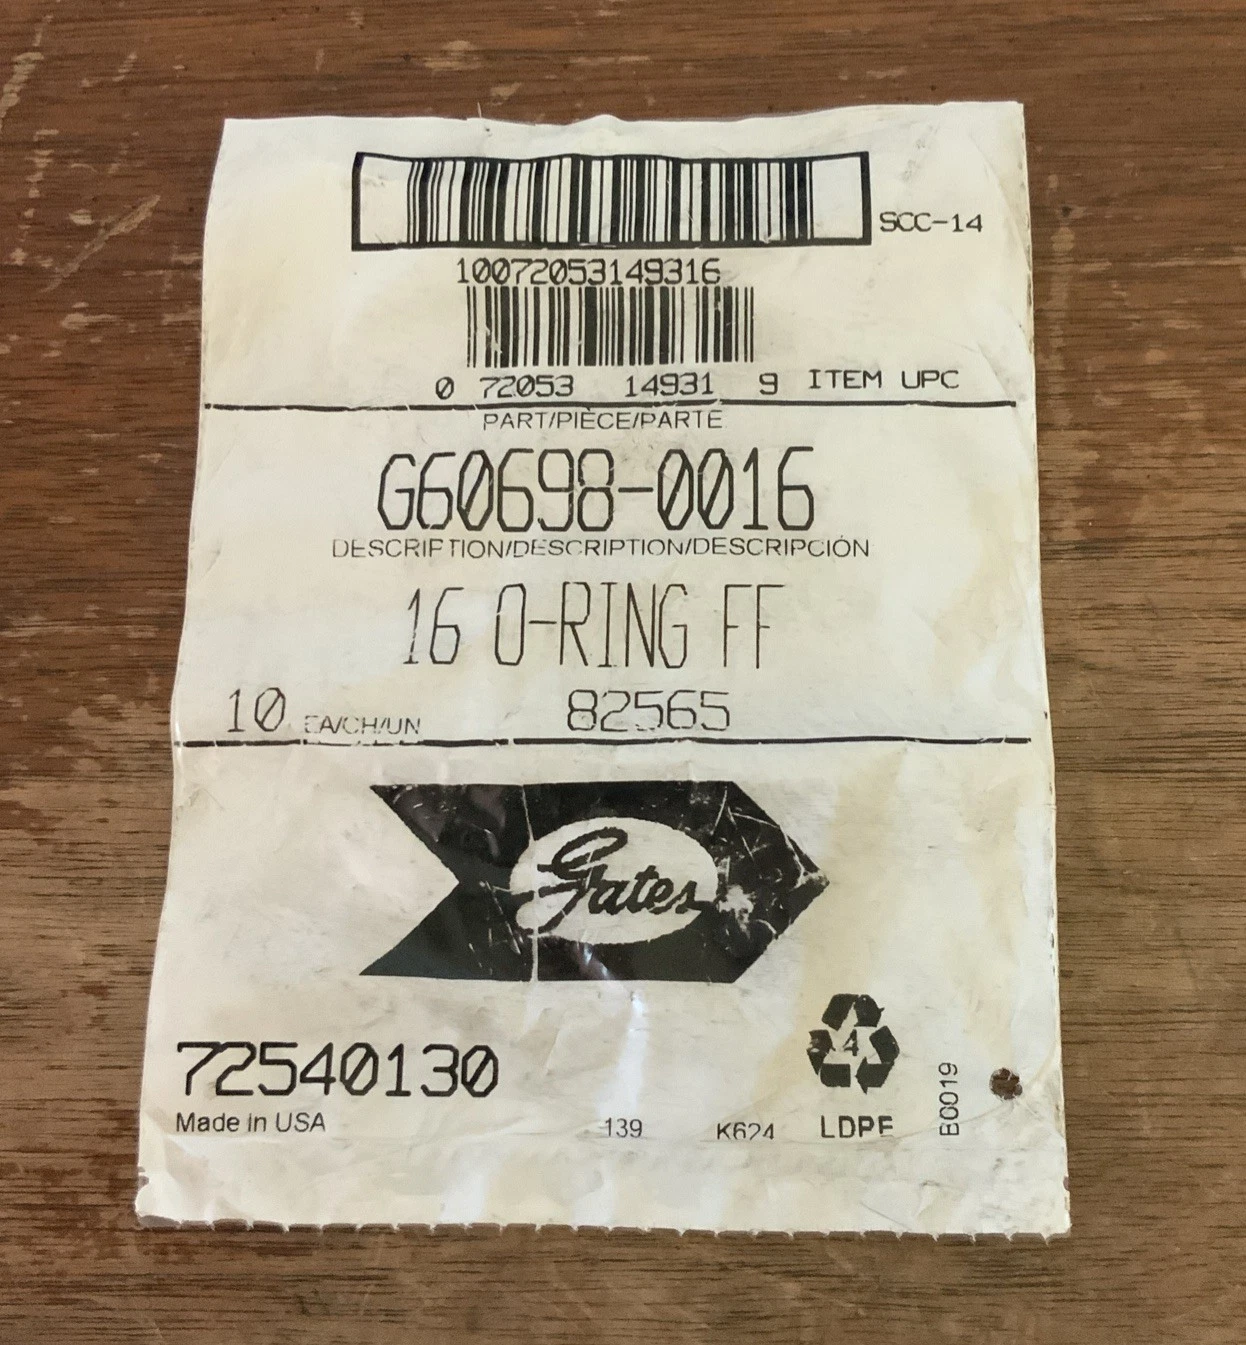 SCC-14
10072053149316
0 72053 14931 9 ITEM UPC
PART/PIÈCE/PARTE
G60698-0016
DESCRIPTION/DESCRIPTION/DESCRIPCIÓN
16 O-RING FF
10 EA/CH/UN 82565
Gates
4
72540130
Made in USA
139 K624 LDPE
B0019